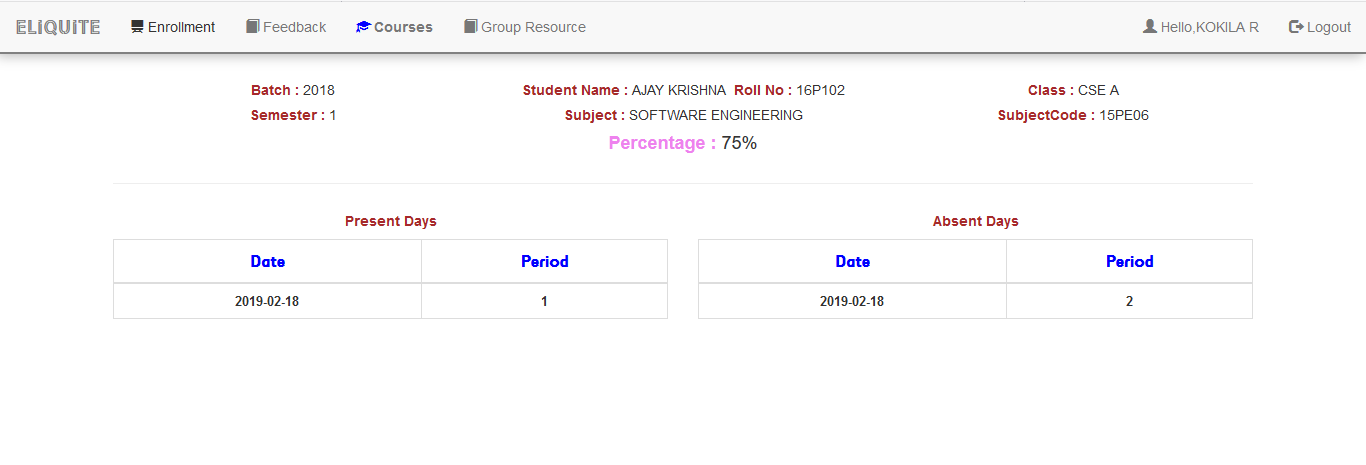 ELiQUiTE Enrollment Feedback Courses Group Resource Hello,KOKILA R Logout
Batch : 2018 Student Name : AJAY KRISHNA Roll No : 16P102 Class : CSE A
Semester : 1 Subject : SOFTWARE ENGINEERING SubjectCode : 15PE06
Percentage : 75%
Present Days Absent Days
Date Period Date Period
2019-02-18 1 2019-02-18 2